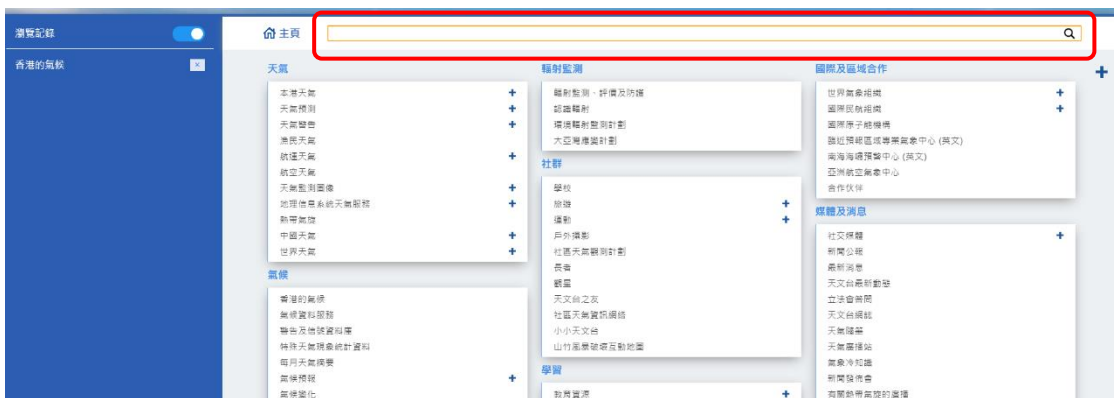 瀏覽記錄
香港的氣候
主頁
天氣
本港天氣
天氣預測
天氣警告
漁民天氣
航運天氣
航空天氣
天氣監測圖像
地理信息系統天氣服務
熱帶氣旋
中國天氣
世界天氣
氣候
香港的氣候
氣候資料服務
警告及信號資料庫
特殊天氣現象統計資料
每月天氣摘要
氣候預報
氣候變化
輻射監測
輻射監測、評價及防護
認識輻射
環境輻射監測計劃
大亞灣應變計劃
社群
學校
旅遊
運動
戶外攝影
社區天氣觀測計劃
長者
觀星
天文台之友
社區天氣資訊網絡
小小天文台
山竹風暴破壞互動地圖
學習
教育資源
國際及區域合作
世界氣象組織
國際民航組織
國際原子能機構
臨近預報區域專業氣象中心 (英文)
南海海嘯預警中心 (英文)
亞洲航空氣象中心
合作伙伴
媒體及消息
社交媒體
新聞公報
最新消息
天文台最新動態
立法會答問
天文台網誌
天氣隨筆
天氣廣播站
氣象冷知識
新聞發佈會
有關熱帶氣旋的廣播